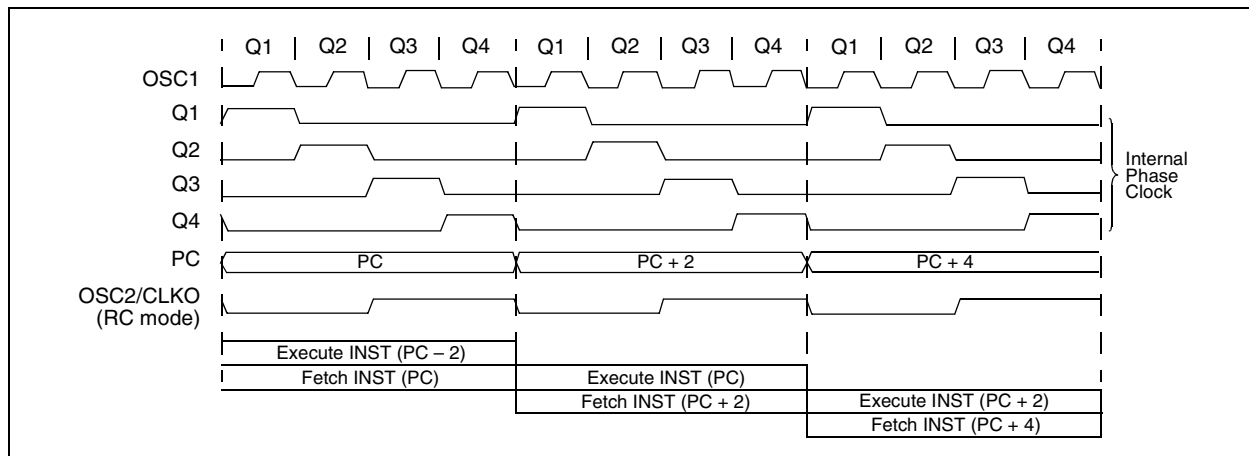 Q1 Q2 Q3 Q4 Q1 Q2 Q3 Q4 Q1 Q2 Q3 Q4
OSC1
Q1
Q2
Q3
Q4
Internal
Phase
Clock
PC PC PC + 2 PC + 4
OSC2/CLKO
(RC mode)
Execute INST (PC – 2)
Fetch INST (PC) Execute INST (PC)
Fetch INST (PC + 2) Execute INST (PC + 2)
Fetch INST (PC + 4)